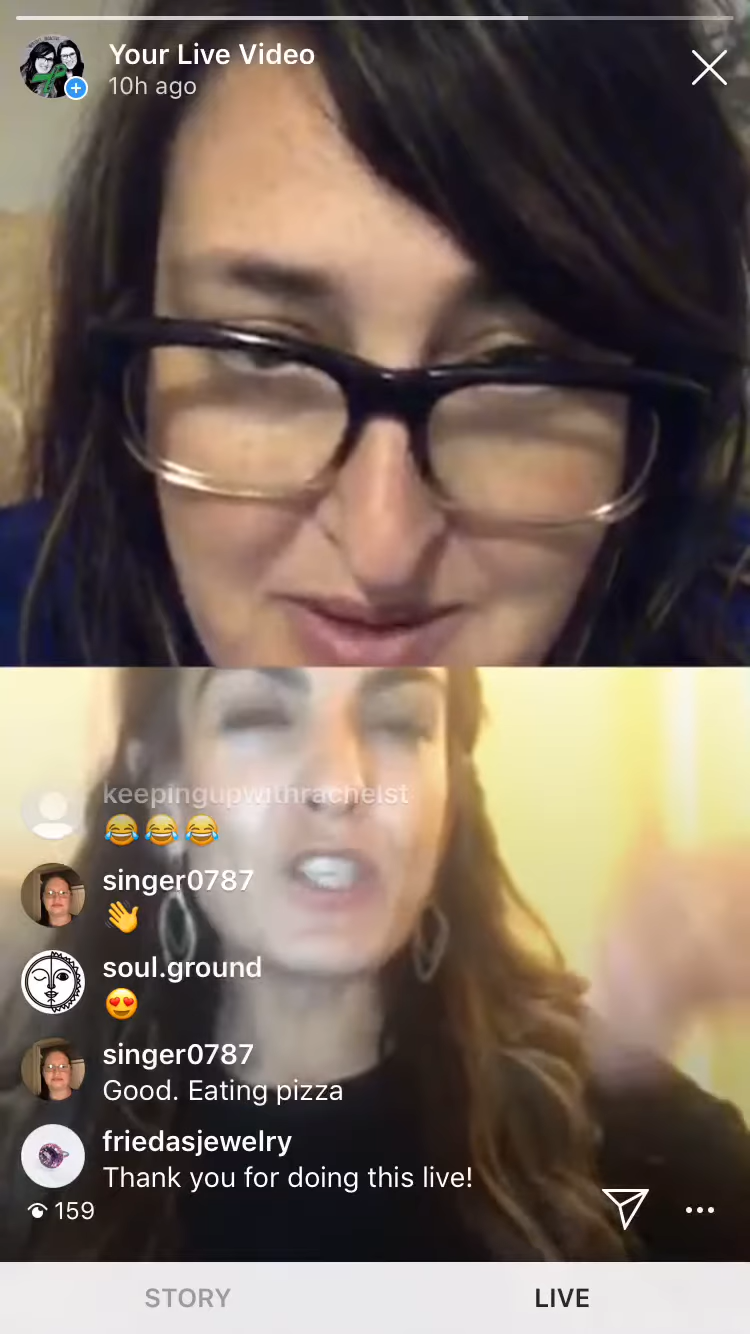 Your Live Video
10h ago
keepingupwithrachelst
😂😂😂
singer0787
👋
soul.ground
😍
singer0787
Good. Eating pizza
friedasjewelry
Thank you for doing this live!
159
STORY
LIVE